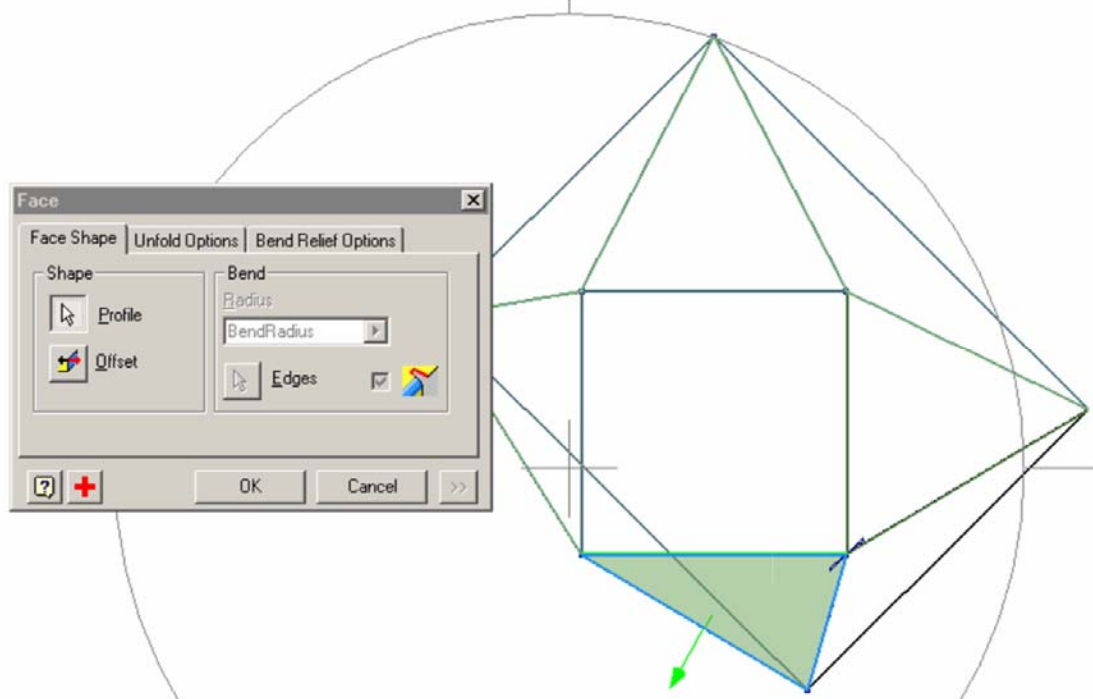 Face
Face Shape Unfold Options Bend Relief Options
Shape Bend
Radius
Profile
BendRadius
Offset
Edges
? OK Cancel >>